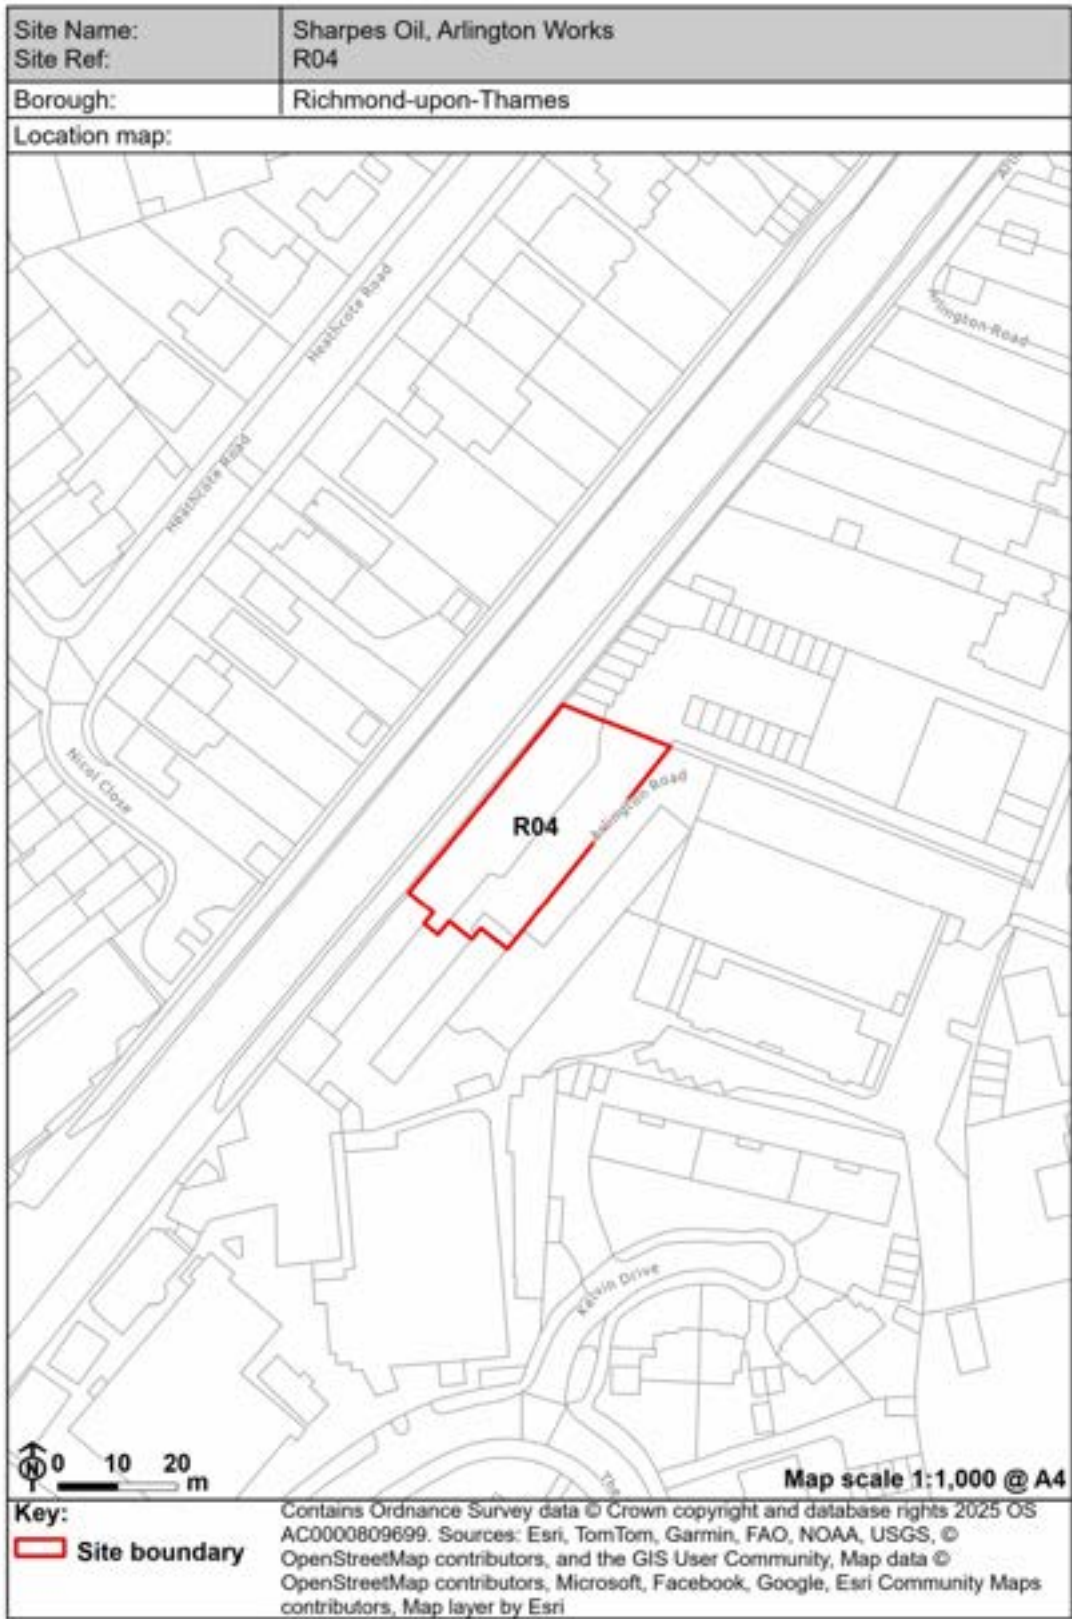 Site Name:
Sharpes Oil, Arlington Works
Site Ref:
R04
Borough:
Richmond-upon-Thames
Location map:
Heathcote Road
Arlington Road
Heathcote Road
Nicol Close
Arlington Road
R04
Kelvin Drive
The
N
0 10 20
m
Map scale 1:1,000 @ A4
Key:
Site boundary
Contains Ordnance Survey data © Crown copyright and database rights 2025 OS
AC0000809699. Sources: Esri, TomTom, Garmin, FAO, NOAA, USGS, ©
OpenStreetMap contributors, and the GIS User Community, Map data ©
OpenStreetMap contributors, Microsoft, Facebook, Google, Esri Community Maps
contributors, Map layer by Esri